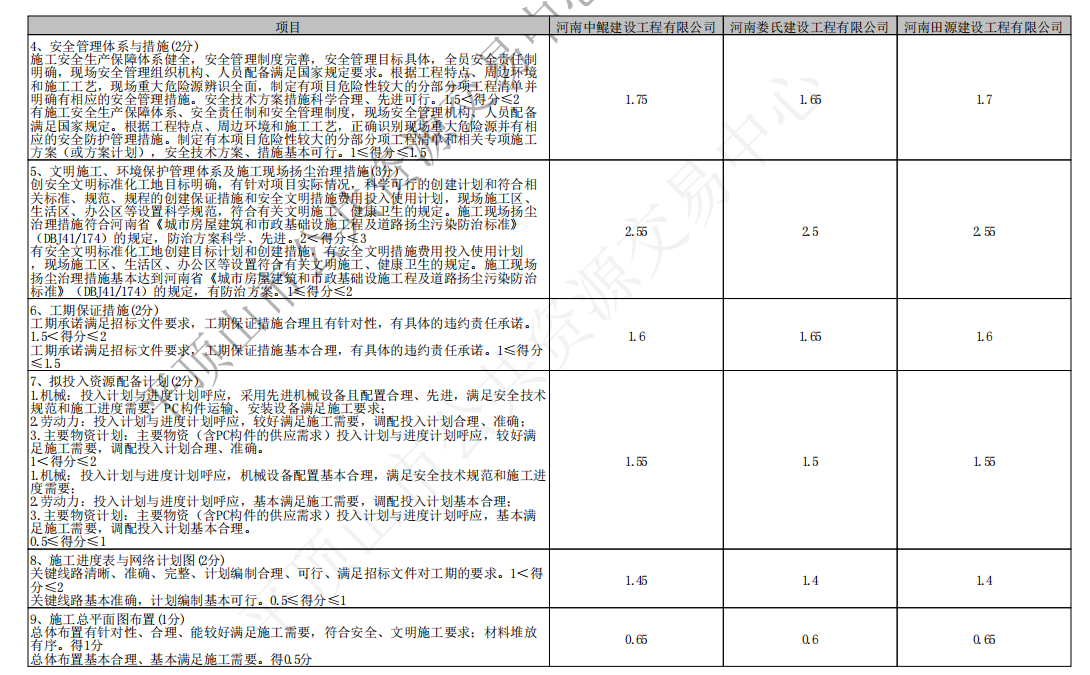 项目 河南中鲲建设工程有限公司 河南娄氏建设工程有限公司 河南田源建设工程有限公司
4、安全管理体系与措施(2分)
施工安全生产保障体系健全，安全管理制度完善，安全管理目标具体，全员安全责任制
明确，现场安全管理组织机构、人员配备满足国家规定要求。根据工程特点、周边环境
和施工工艺，现场重大危险源辨识全面，制定有项目危险性较大的分部分项工程清单并
明确有相应的安全管理措施。安全技术方案措施科学合理、先进可行。1.5＜得分≤2
有施工安全生产保障体系、安全责任制和安全管理制度，现场安全管理机构、人员配备
满足国家规定。根据工程特点、周边环境和施工工艺，正确识别现场重大危险源并有相
应的安全防护管理措施。制定有本项目危险性较大的分部分项工程清单和相关专项施工
方案（或方案计划），安全技术方案、措施基本可行。1≤得分≤1.5
1.75 1.65 1.7
5、文明施工、环境保护管理体系及施工现场扬尘治理措施(3分)
创安全文明标准化工地目标明确，有针对项目实际情况，科学可行的创建计划和符合相
关标准、规范、规程的创建保证措施和安全文明措施费用投入使用计划，现场施工区、
生活区、办公区等设置科学规范，符合有关文明施工、健康卫生的规定。施工现场扬尘
治理措施符合河南省《城市房屋建筑和市政基础设施工程及道路扬尘污染防治标准》
（DBJ41/174）的规定，防治方案科学、先进。2＜得分≤3
有安全文明标准化工地创建目标计划和创建措施，有安全文明措施费用投入使用计划
，现场施工区、生活区、办公区等设置符合有关文明施工、健康卫生的规定。施工现场
扬尘治理措施基本达到河南省《城市房屋建筑和市政基础设施工程及道路扬尘污染防治
标准》（DBJ41/174）的规定，有防治方案。1≤得分≤2
2.55 2.5 2.55
6、工期保证措施(2分)
工期承诺满足招标文件要求，工期保证措施合理且有针对性，有具体的违约责任承诺。
1.5＜得分≤2
工期承诺满足招标文件要求，工期保证措施基本合理，有具体的违约责任承诺。1≤得分
≤1.5
1.6 1.65 1.6
7、拟投入资源配备计划(2分)
1.机械：投入计划与进度计划呼应，采用先进机械设备且配置合理、先进，满足安全技术
规范和施工进度需要；PC构件运输、安装设备满足施工要求；
2.劳动力：投入计划与进度计划呼应，较好满足施工需要，调配投入计划合理、准确；
3.主要物资计划：主要物资（含PC构件的供应需求）投入计划与进度计划呼应，较好满
足施工需要，调配投入计划合理、准确。
1＜得分≤2
1.机械：投入计划与进度计划呼应，机械设备配置基本合理，满足安全技术规范和施工进
度需要；
2.劳动力：投入计划与进度计划呼应，基本满足施工需要，调配投入计划基本合理；
3.主要物资计划：主要物资（含PC构件的供应需求）投入计划与进度计划呼应，基本满
足施工需要，调配投入计划基本合理。
0.5≤得分≤1
1.55 1.5 1.55
8、施工进度表与网络计划图(2分)
关键线路清晰、准确、完整、计划编制合理、可行、满足招标文件对工期的要求。1＜得
分≤2
关键线路基本准确，计划编制基本可行。0.5≤得分≤1
1.45 1.4 1.4
9、施工总平面图布置(1分)
总体布置有针对性、合理、能较好满足施工需要，符合安全、文明施工要求；材料堆放
有序。得1分
总体布置基本合理、基本满足施工需要。得0.5分
0.65 0.6 0.65
平顶山市公共资源交易中心
平顶山市公共资源交易中心